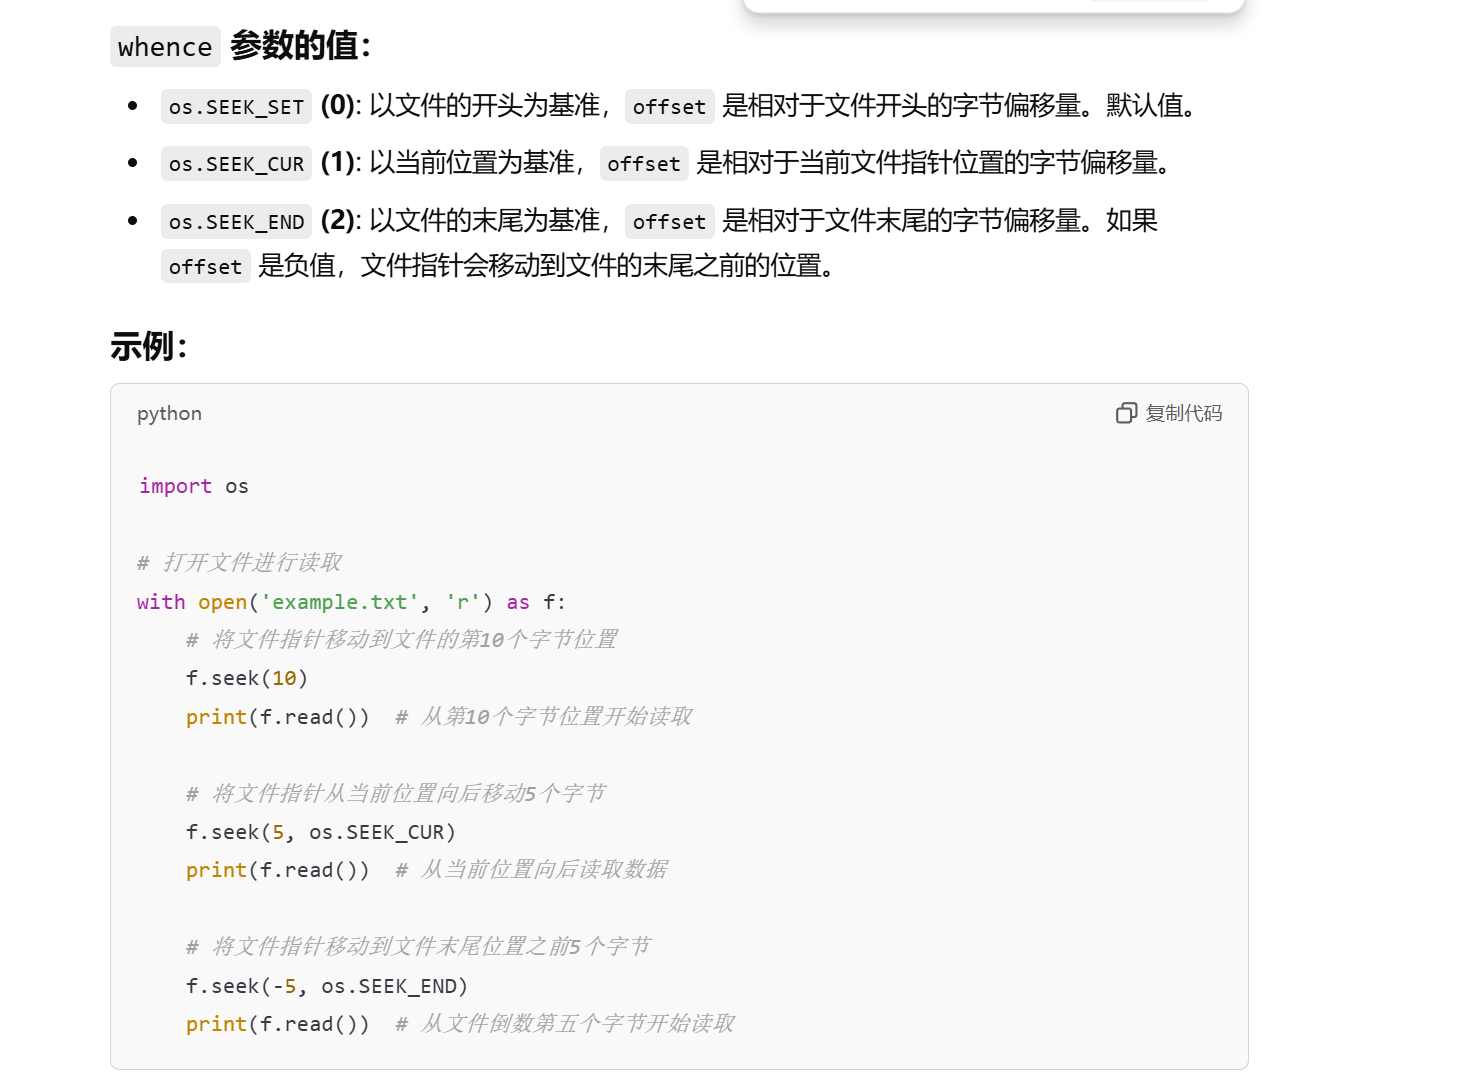 whence 参数的值：
os.SEEK_SET (0): 以文件的开头为基准，offset 是相对于文件开头的字节偏移量。默认值。
os.SEEK_CUR (1): 以当前位置为基准，offset 是相对于当前文件指针位置的字节偏移量。
os.SEEK_END (2): 以文件的末尾为基准，offset 是相对于文件末尾的字节偏移量。如果
offset 是负值，文件指针会移动到文件的末尾之前的位置。
示例：
python 复制代码
import os
# 打开文件进行读取
with open('example.txt', 'r') as f:
# 将文件指针移动到文件的第10个字节位置
f.seek(10)
print(f.read())  # 从第10个字节位置开始读取
# 将文件指针从当前位置向后移动5个字节
f.seek(5, os.SEEK_CUR)
print(f.read())  # 从当前位置向后读取数据
# 将文件指针移动到文件末尾位置之前5个字节
f.seek(-5, os.SEEK_END)
print(f.read())  # 从文件倒数第五个字节开始读取